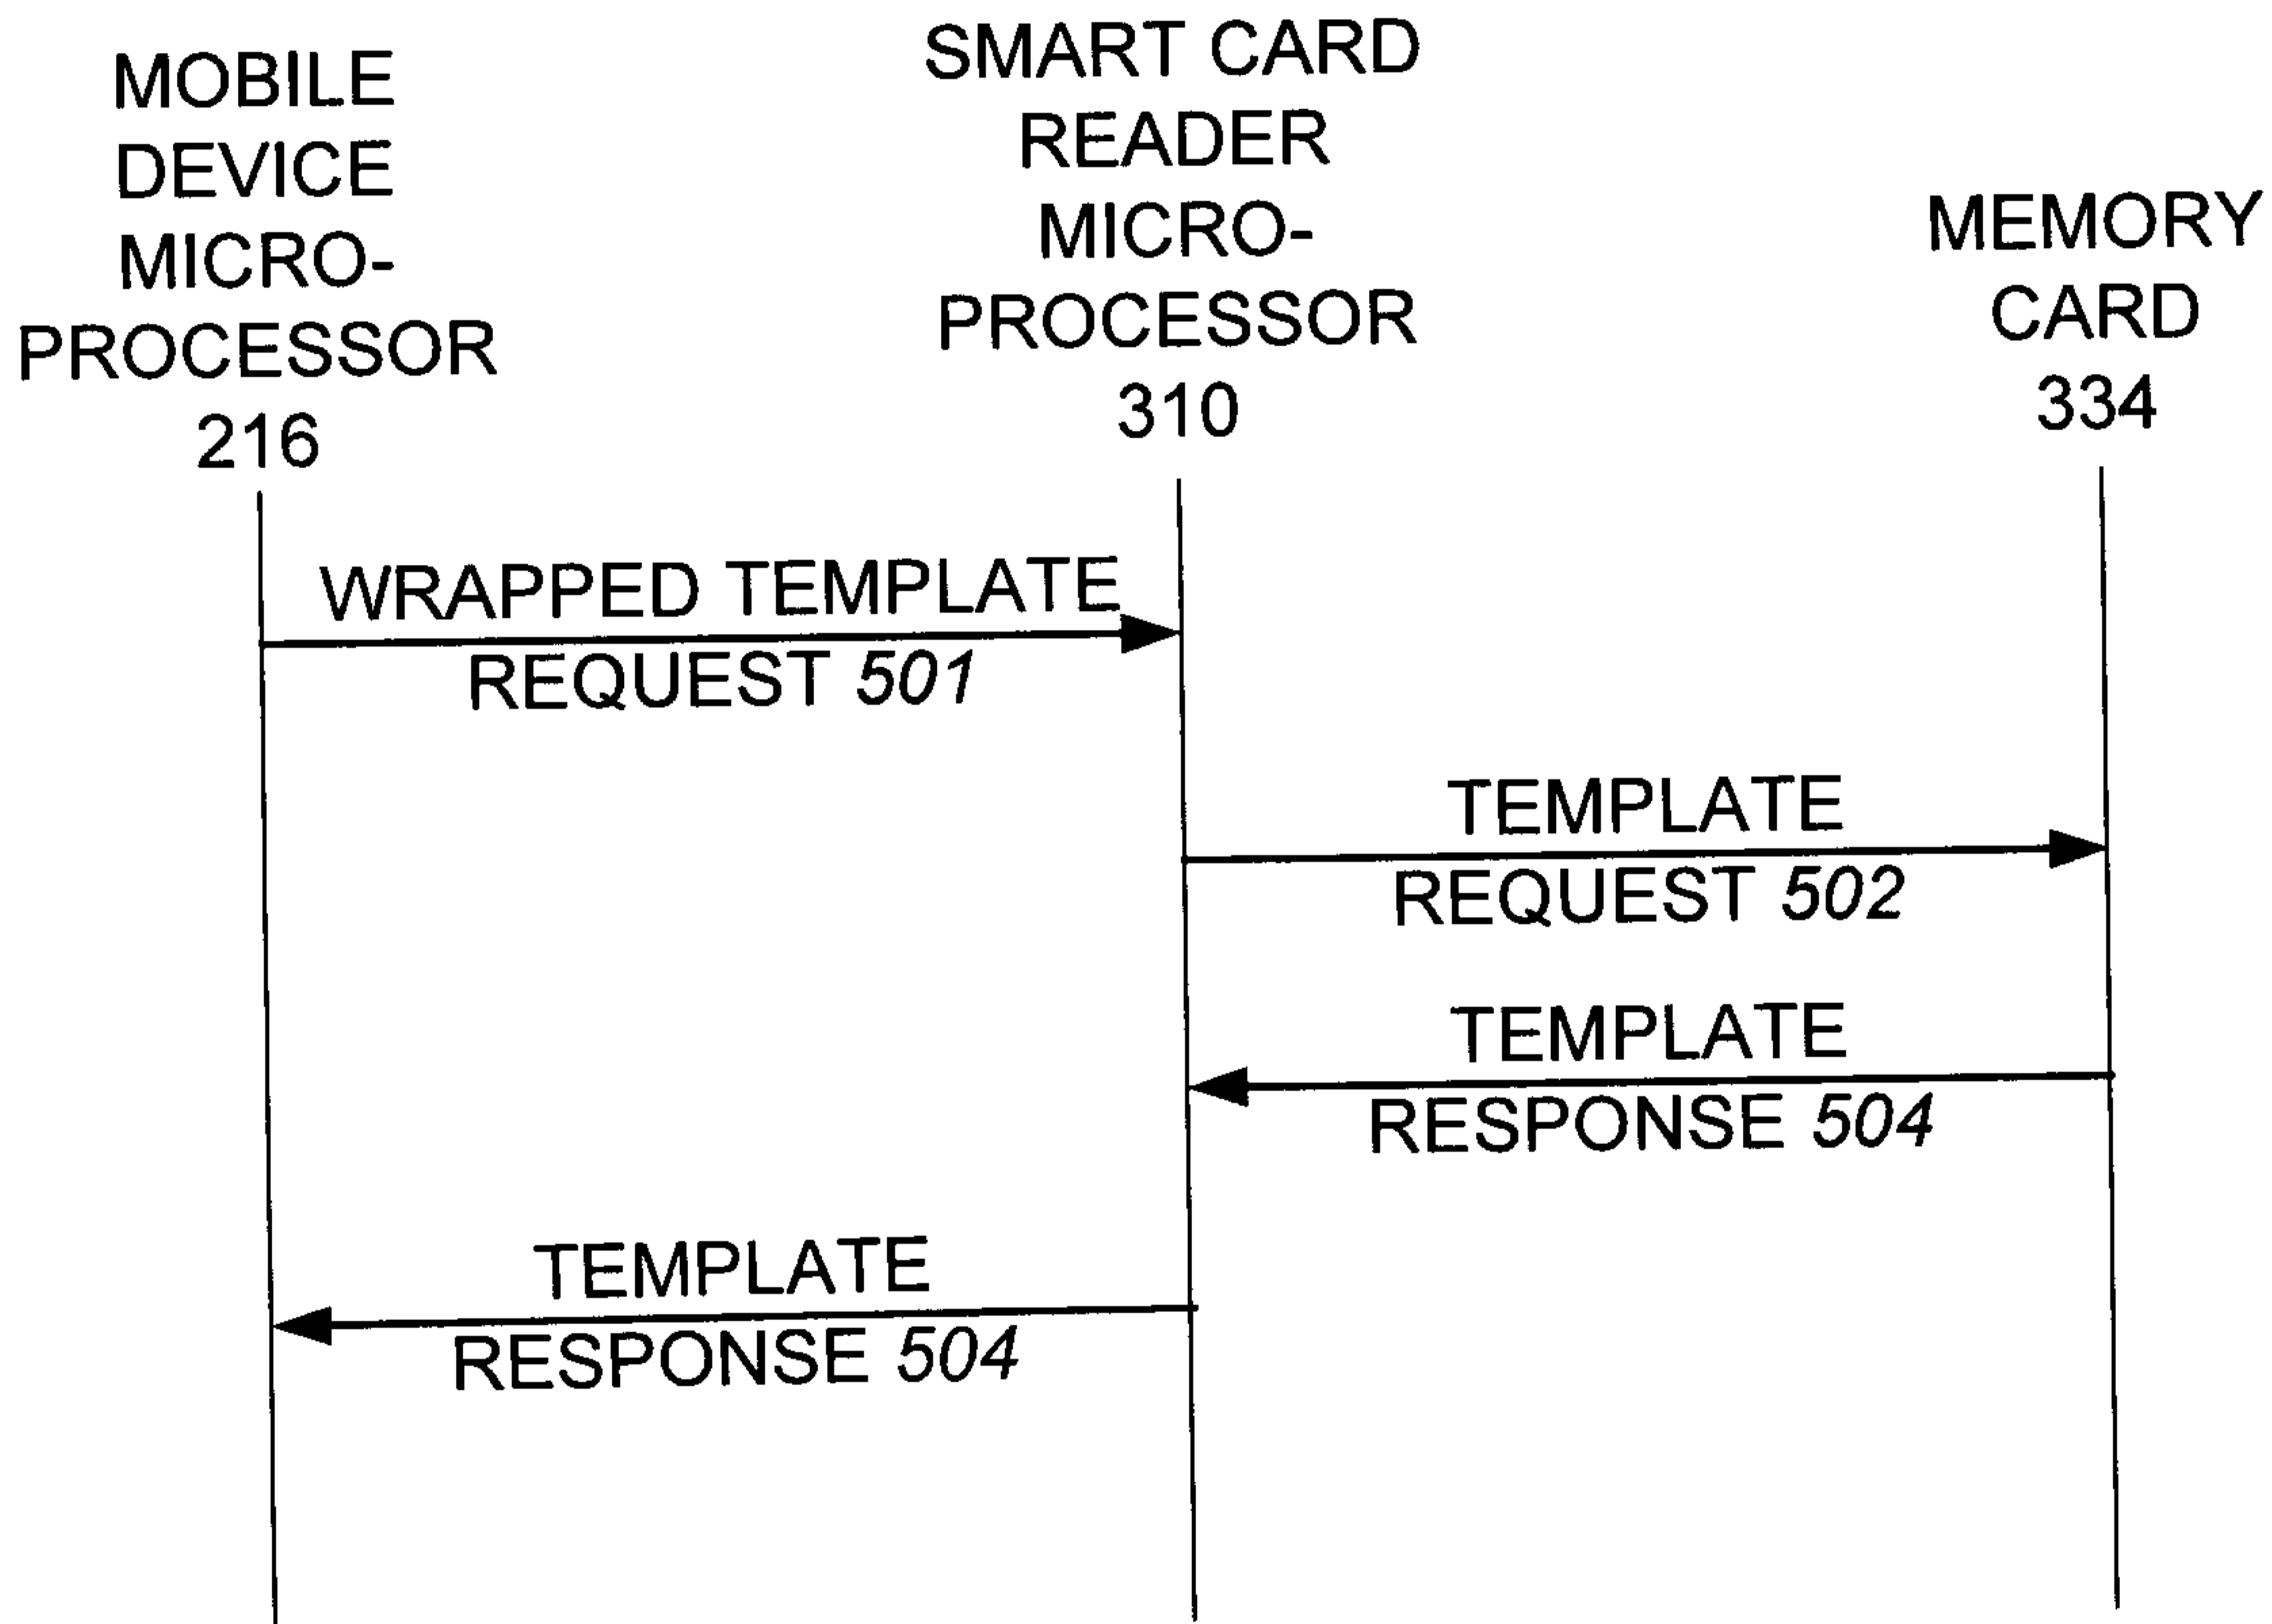 MOBILE
DEVICE
MICRO-
PROCESSOR
216
SMART CARD
READER
MICRO-
PROCESSOR
310
MEMORY
CARD
334
WRAPPED TEMPLATE
REQUEST 501
TEMPLATE
REQUEST 502
TEMPLATE
RESPONSE 504
TEMPLATE
RESPONSE 504